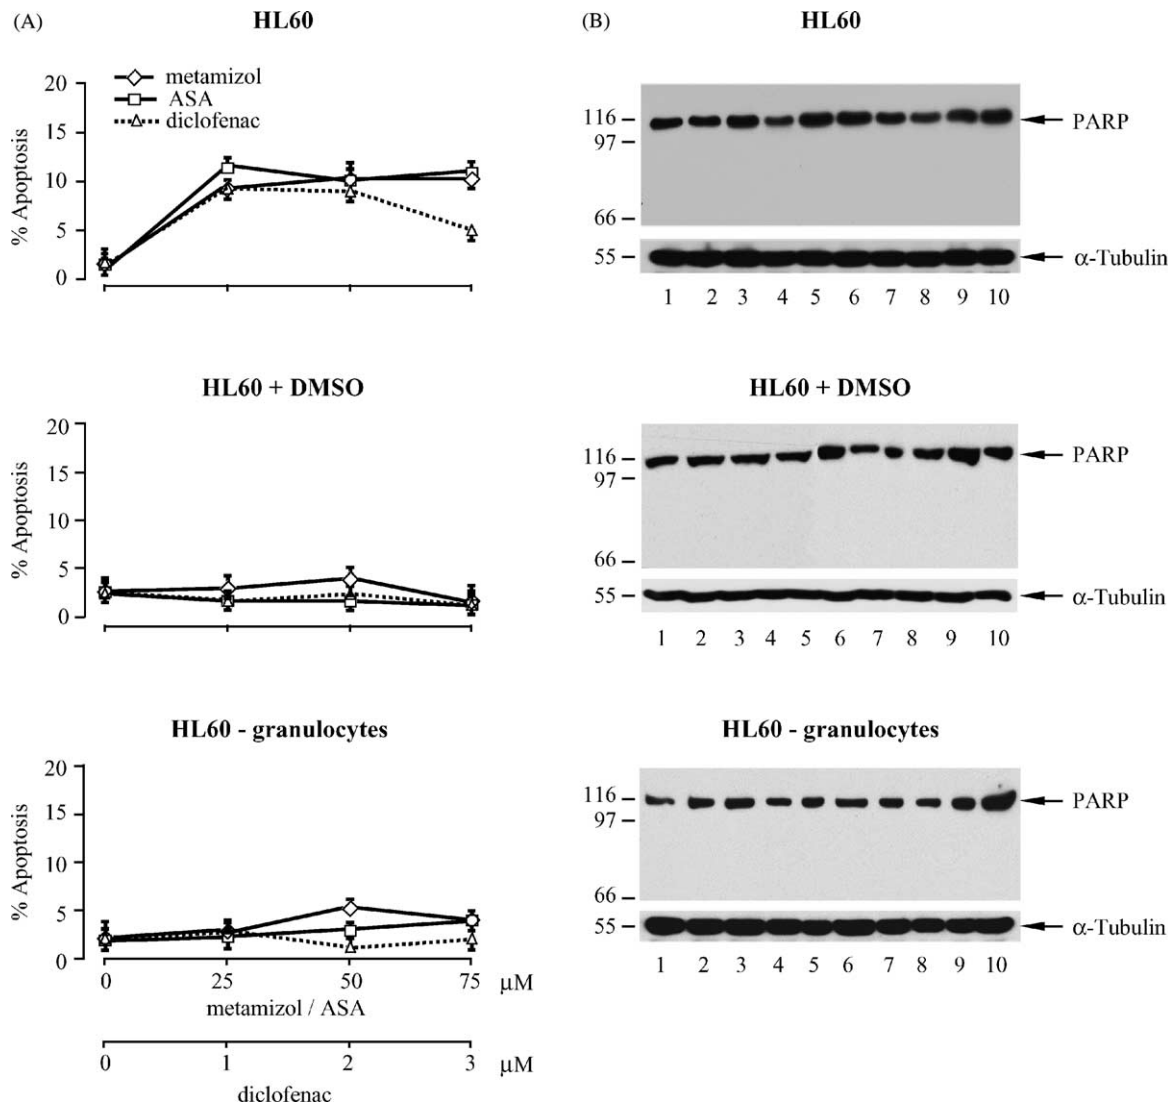 (A)
HL60
20
15
10
5
0
% Apoptosis
metamizol
ASA
diclofenac
HL60 + DMSO
20
15
10
5
0
% Apoptosis
HL60 - granulocytes
20
15
10
5
0
% Apoptosis
0 25 50 75 μM
metamizol / ASA
0 1 2 3 μM
diclofenac
(B)
HL60
116
97
66
55
PARP
α-Tubulin
1 2 3 4 5 6 7 8 9 10
HL60 + DMSO
116
97
66
55
PARP
α-Tubulin
1 2 3 4 5 6 7 8 9 10
HL60 - granulocytes
116
97
66
55
PARP
α-Tubulin
1 2 3 4 5 6 7 8 9 10